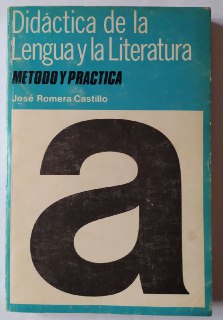 Didáctica de la
Lengua y la Literatura
METODO Y PRACTICA
José Romera Castillo
a